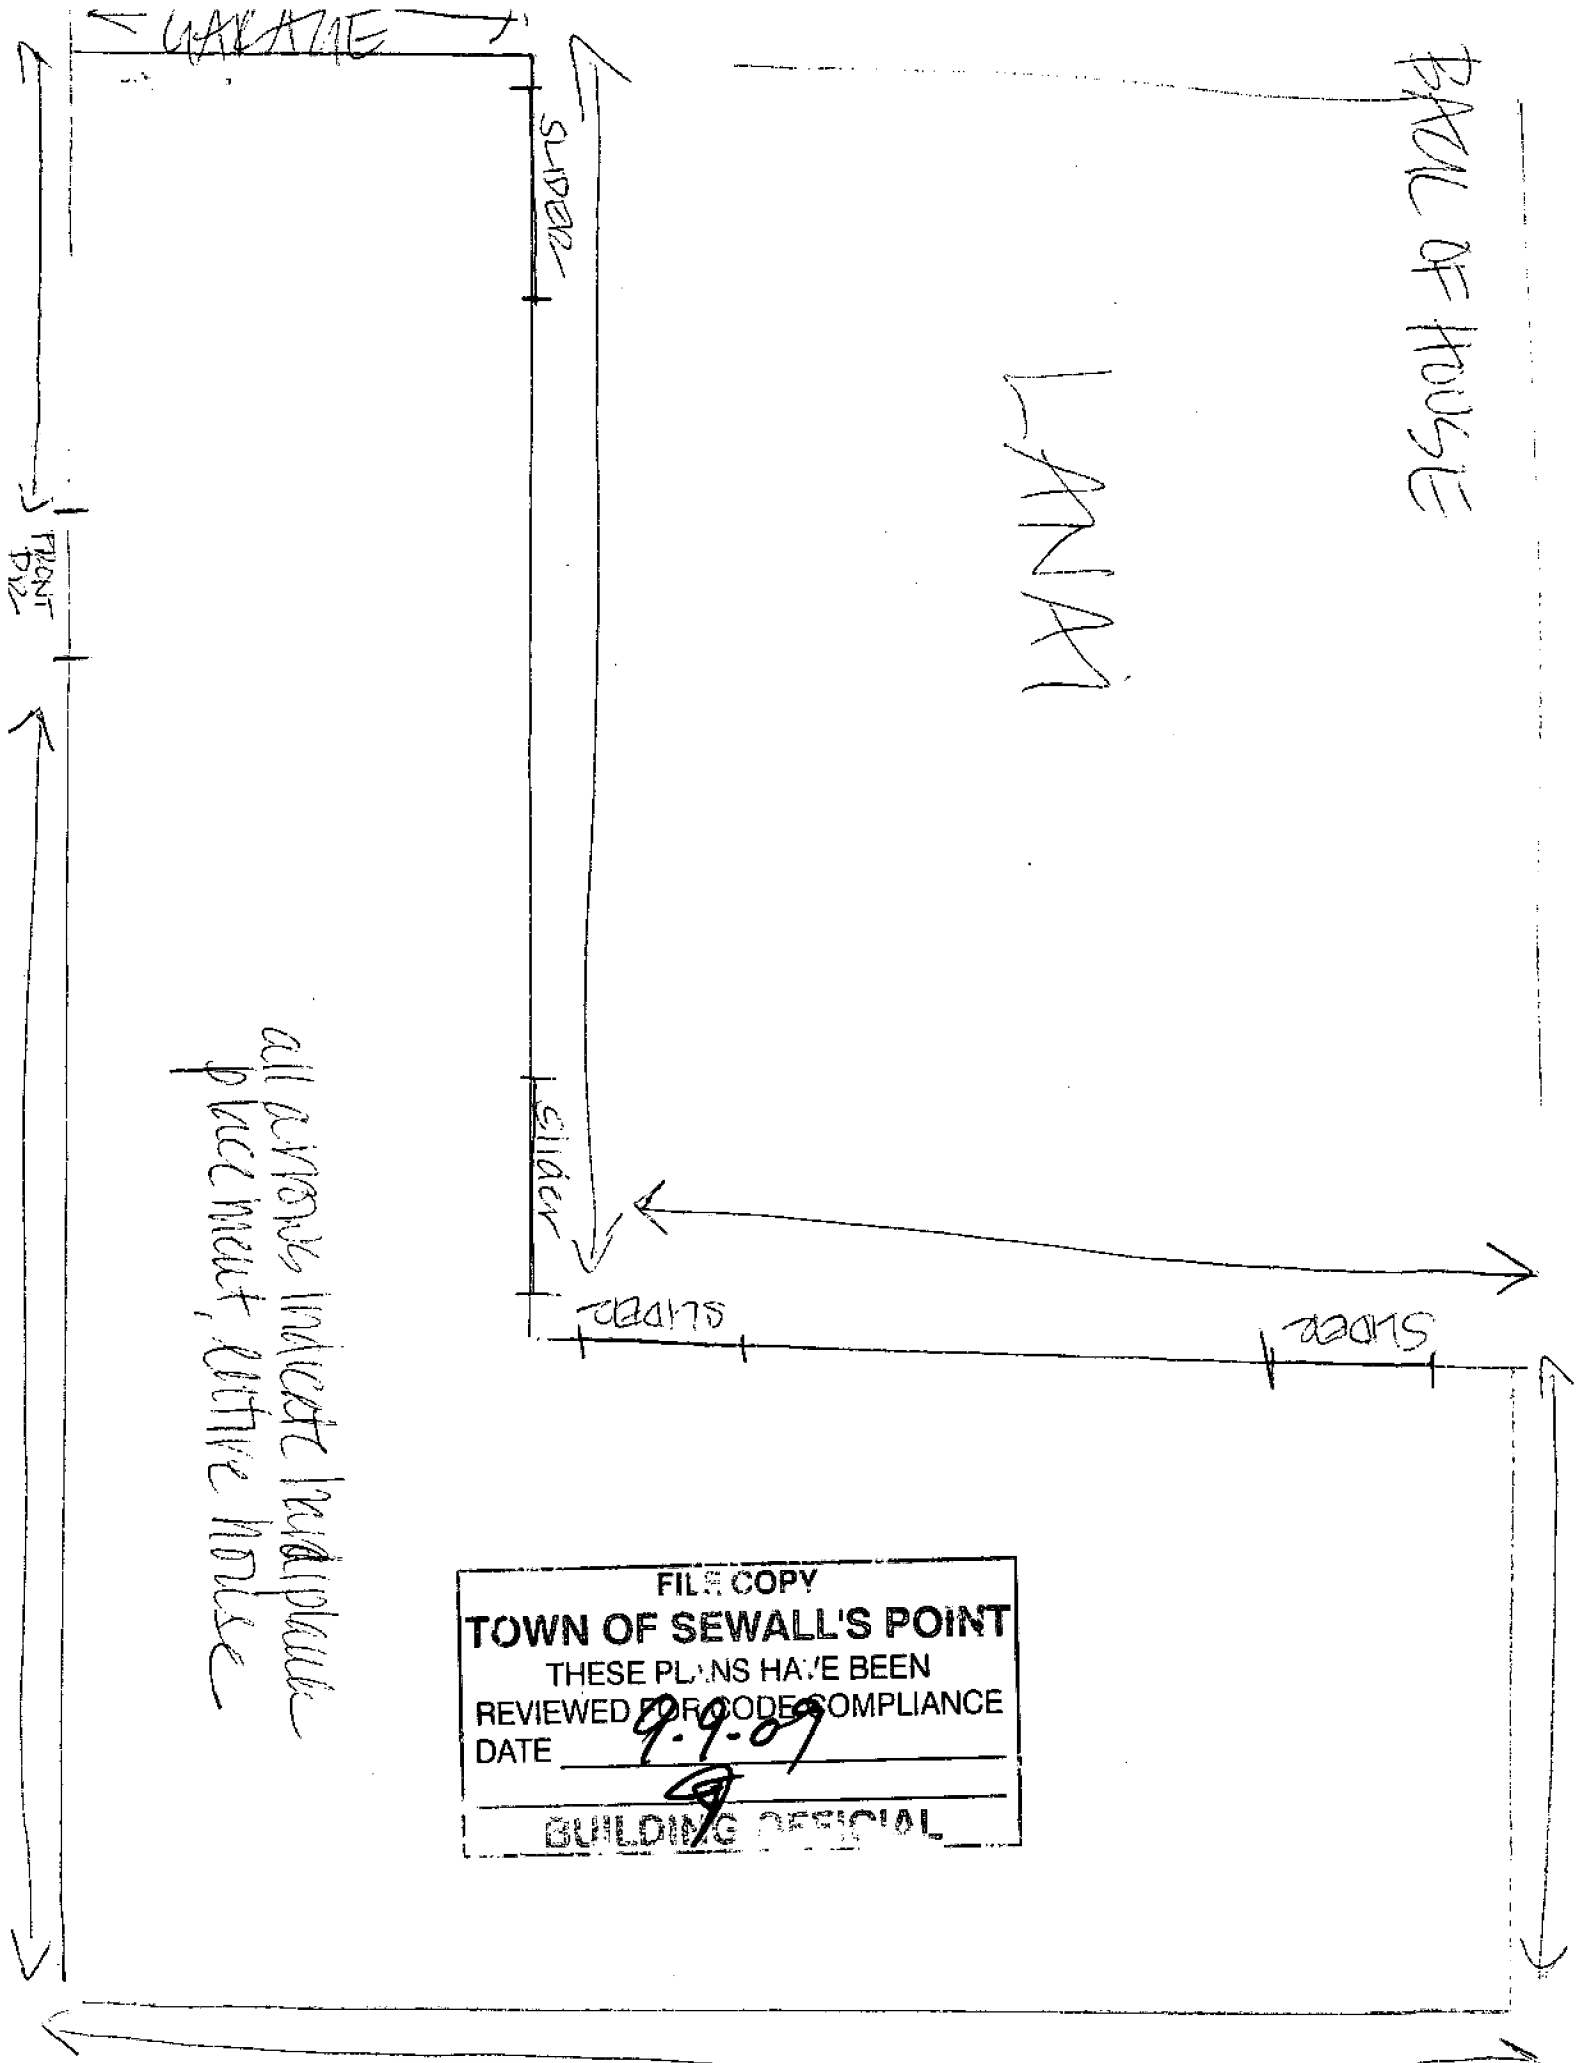 GARAGE
SLIDER
BACK OF HOUSE
LANAI
FRONT
DR
slider
SLIDER
SLIDER
all arrows indicate hardiplank
placement, entire house
FILE COPY
TOWN OF SEWALL'S POINT
THESE PLANS HAVE BEEN
REVIEWED FOR CODE COMPLIANCE
DATE 9-9-09
BUILDING OFFICIAL